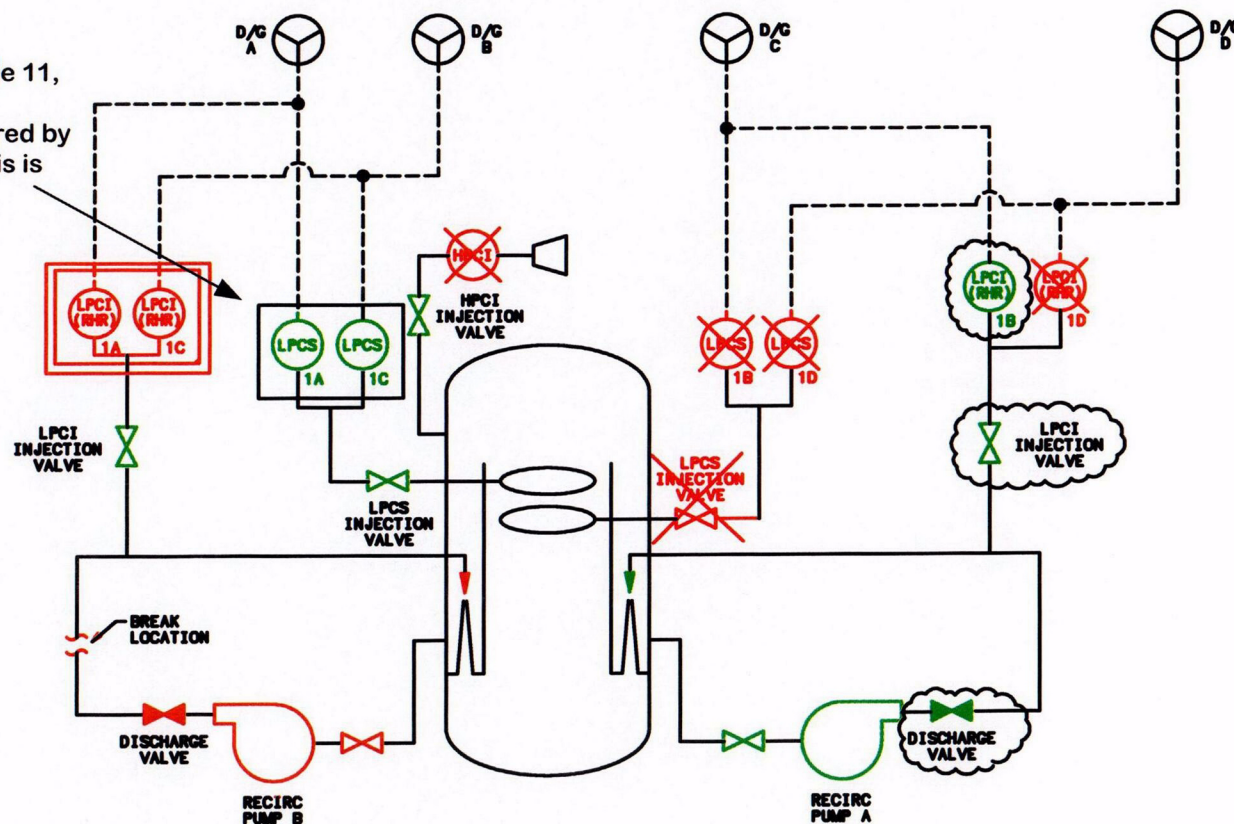 D/G
A
D/G
B
D/G
C
D/G
D
e 11,
red by
is is
LPCI
(RHR)
1A
LPCI
(RHR)
1C
LPCS
1A
LPCS
1C
HPCI
HPCI
INJECTION
VALVE
LPCS
1B
LPCS
1D
LPCI
(RHR)
1B
LPCI
(RHR)
1D
LPCI
INJECTION
VALVE
LPCS
INJECTION
VALVE
LPCS
INJECTION
VALVE
LPCI
INJECTION
VALVE
BREAK
LOCATION
DISCHARGE
VALVE
RECIRC
PUMP B
RECIRC
PUMP A
DISCHARGE
VALVE